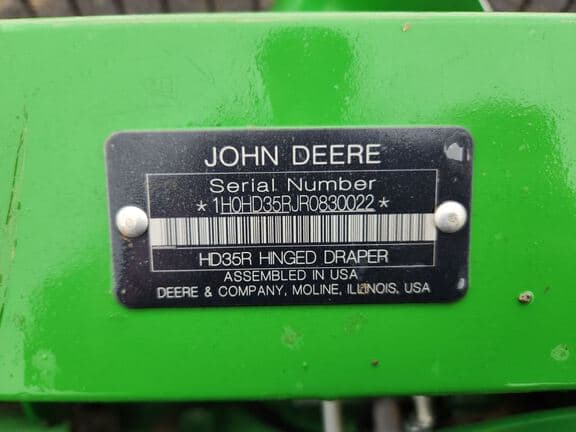 JOHN DEERE
Serial Number
*1H0HD35RJR0830022*
HD35R HINGED DRAPER
ASSEMBLED IN USA
DEERE & COMPANY, MOLINE, ILLINOIS, USA